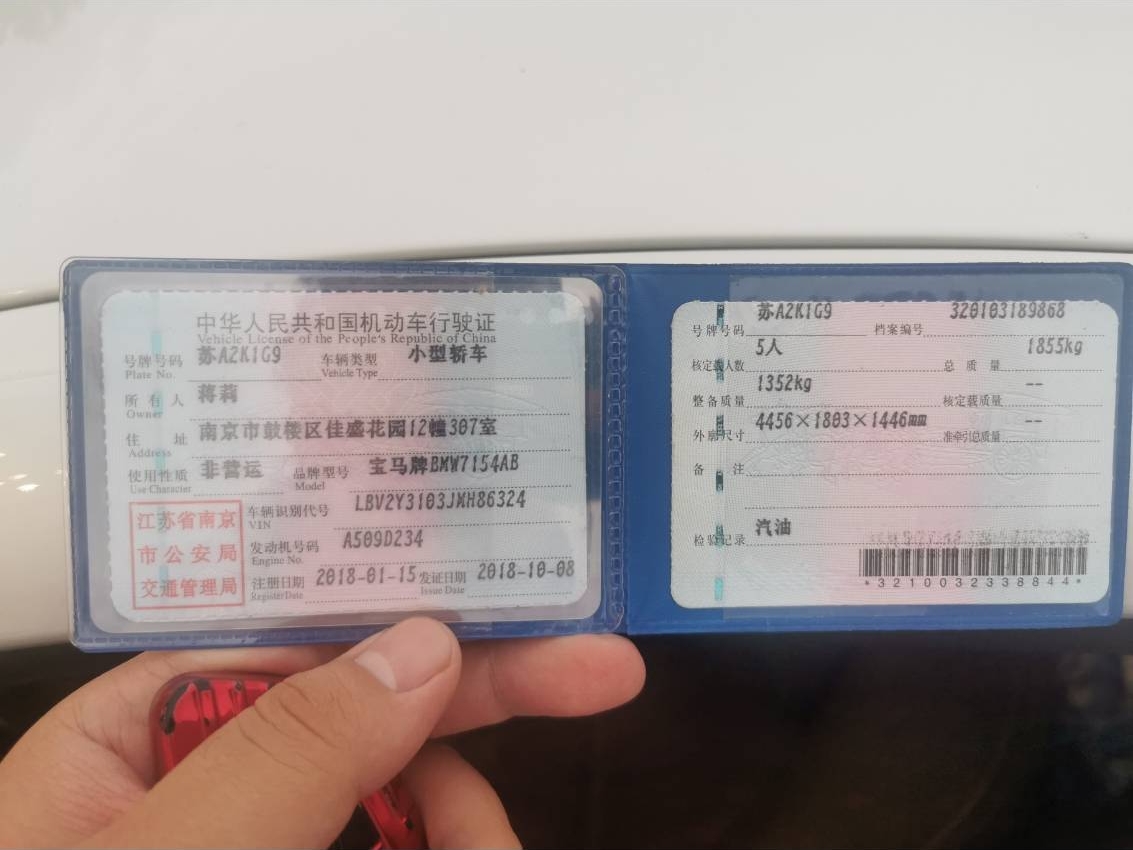 中华人民共和国机动车行驶证
Vehicle License of the People's Republic of China
号牌号码 苏A2K1G9 车辆类型 小型轿车
Plate No. Vehicle Type
所有人 蒋莉
Owner
住址 南京市鼓楼区佳盛花园12幢307室
Address
使用性质 非营运 品牌型号 宝马牌BMW7154AB
Use Character Model
江苏省南京
市公安局
交通管理局
车辆识别代号 LBV2Y3103JMH86324
VIN
发动机号码 A509D234
Engine No.
注册日期 2018-01-15 发证日期 2018-10-08
Register Date Issue Date
号牌号码 苏A2K1G9 档案编号 320103189868
核定载人数 5人 总质量 1855kg
整备质量 1352kg 核定载质量 --
外廓尺寸 4456×1803×1446mm 准牵引总质量 --
备注
检验记录 汽油
*3210032338844*